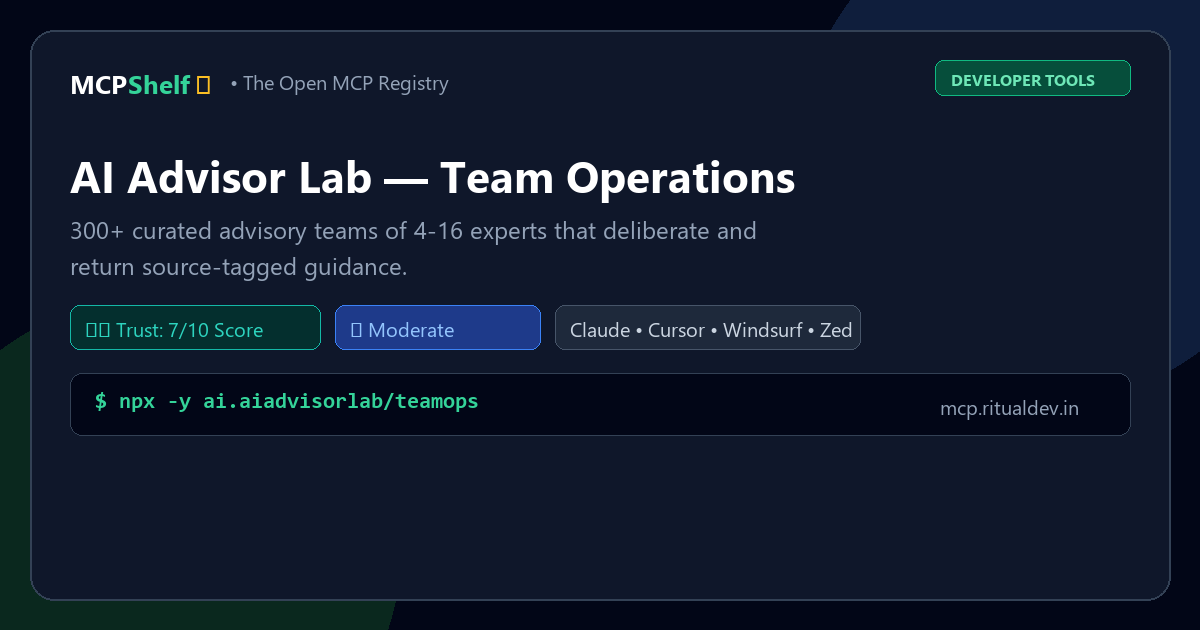 MCPShelf • The Open MCP Registry
DEVELOPER TOOLS
AI Advisor Lab — Team Operations
300+ curated advisory teams of 4-16 experts that deliberate and
return source-tagged guidance.
Trust: 7/10 Score
Moderate
Claude • Cursor • Windsurf • Zed
$ npx -y ai.aiadvisorlab/teamops
mcp.ritualdev.in